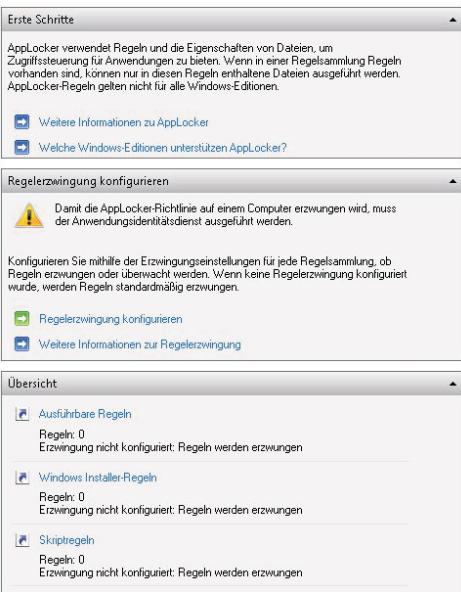 Erste Schritte
AppLocker verwendet Regeln und die Eigenschaften von Dateien, um
Zugriffssteuerung für Anwendungen zu bieten. Wenn in einer Regelsammlung Regeln
vorhanden sind, können nur in diesen Regeln enthaltene Dateien ausgeführt werden.
AppLocker-Regeln gelten nicht für alle Windows-Editionen.
Weitere Informationen zu AppLocker
Welche Windows-Editionen unterstützen AppLocker?
Regelerzwingung konfigurieren
Damit die AppLocker-Richtlinie auf einem Computer erzwungen wird, muss
der Anwendungsidentitätsdienst ausgeführt werden.
Konfigurieren Sie mithilfe der Erzwingungseinstellungen für jede Regelsammlung, ob
Regeln erzwungen oder überwacht werden. Wenn keine Regelerzwingung konfiguriert
wurde, werden Regeln standardmäßig erzwungen.
Regelerzwingung konfigurieren
Weitere Informationen zur Regelerzwingung
Übersicht
Ausführbare Regeln
Regeln: 0
Erzwingung nicht konfiguriert: Regeln werden erzwungen
Windows Installer-Regeln
Regeln: 0
Erzwingung nicht konfiguriert: Regeln werden erzwungen
Skriptregeln
Regeln: 0
Erzwingung nicht konfiguriert: Regeln werden erzwungen